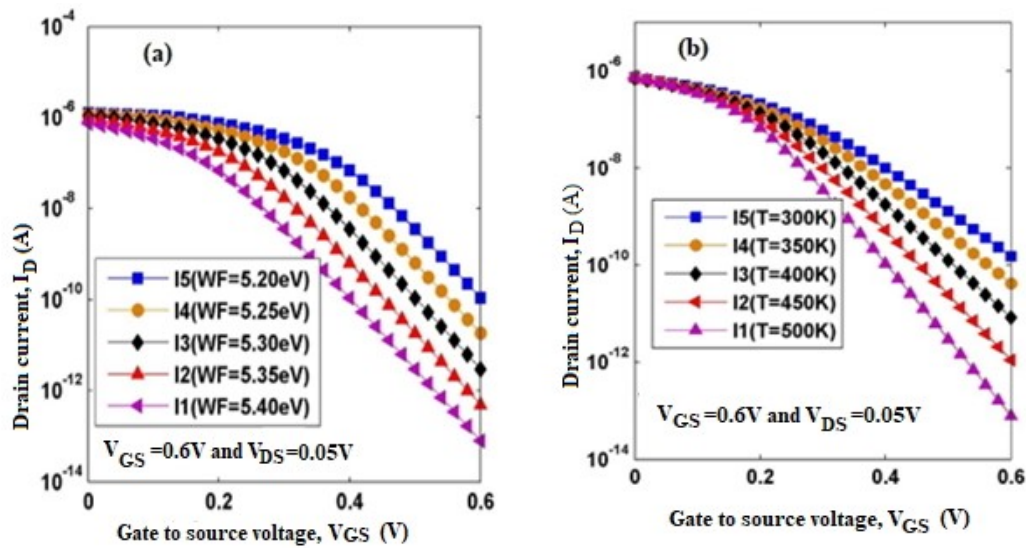 (a)
Drain current, I_D (A)
10^-4
10^-6
10^-8
10^-10
10^-12
10^-14
I5(WF=5.20eV)
I4(WF=5.25eV)
I3(WF=5.30eV)
I2(WF=5.35eV)
I1(WF=5.40eV)
V_GS =0.6V and V_DS=0.05V
0 0.2 0.4 0.6
Gate to source voltage, V_GS (V)
(b)
Drain current, I_D (A)
10^-6
10^-8
10^-10
10^-12
10^-14
I5(T=300K)
I4(T=350K)
I3(T=400K)
I2(T=450K)
I1(T=500K)
V_GS =0.6V and V_DS=0.05V
0 0.2 0.4 0.6
Gate to source voltage, V_GS (V)